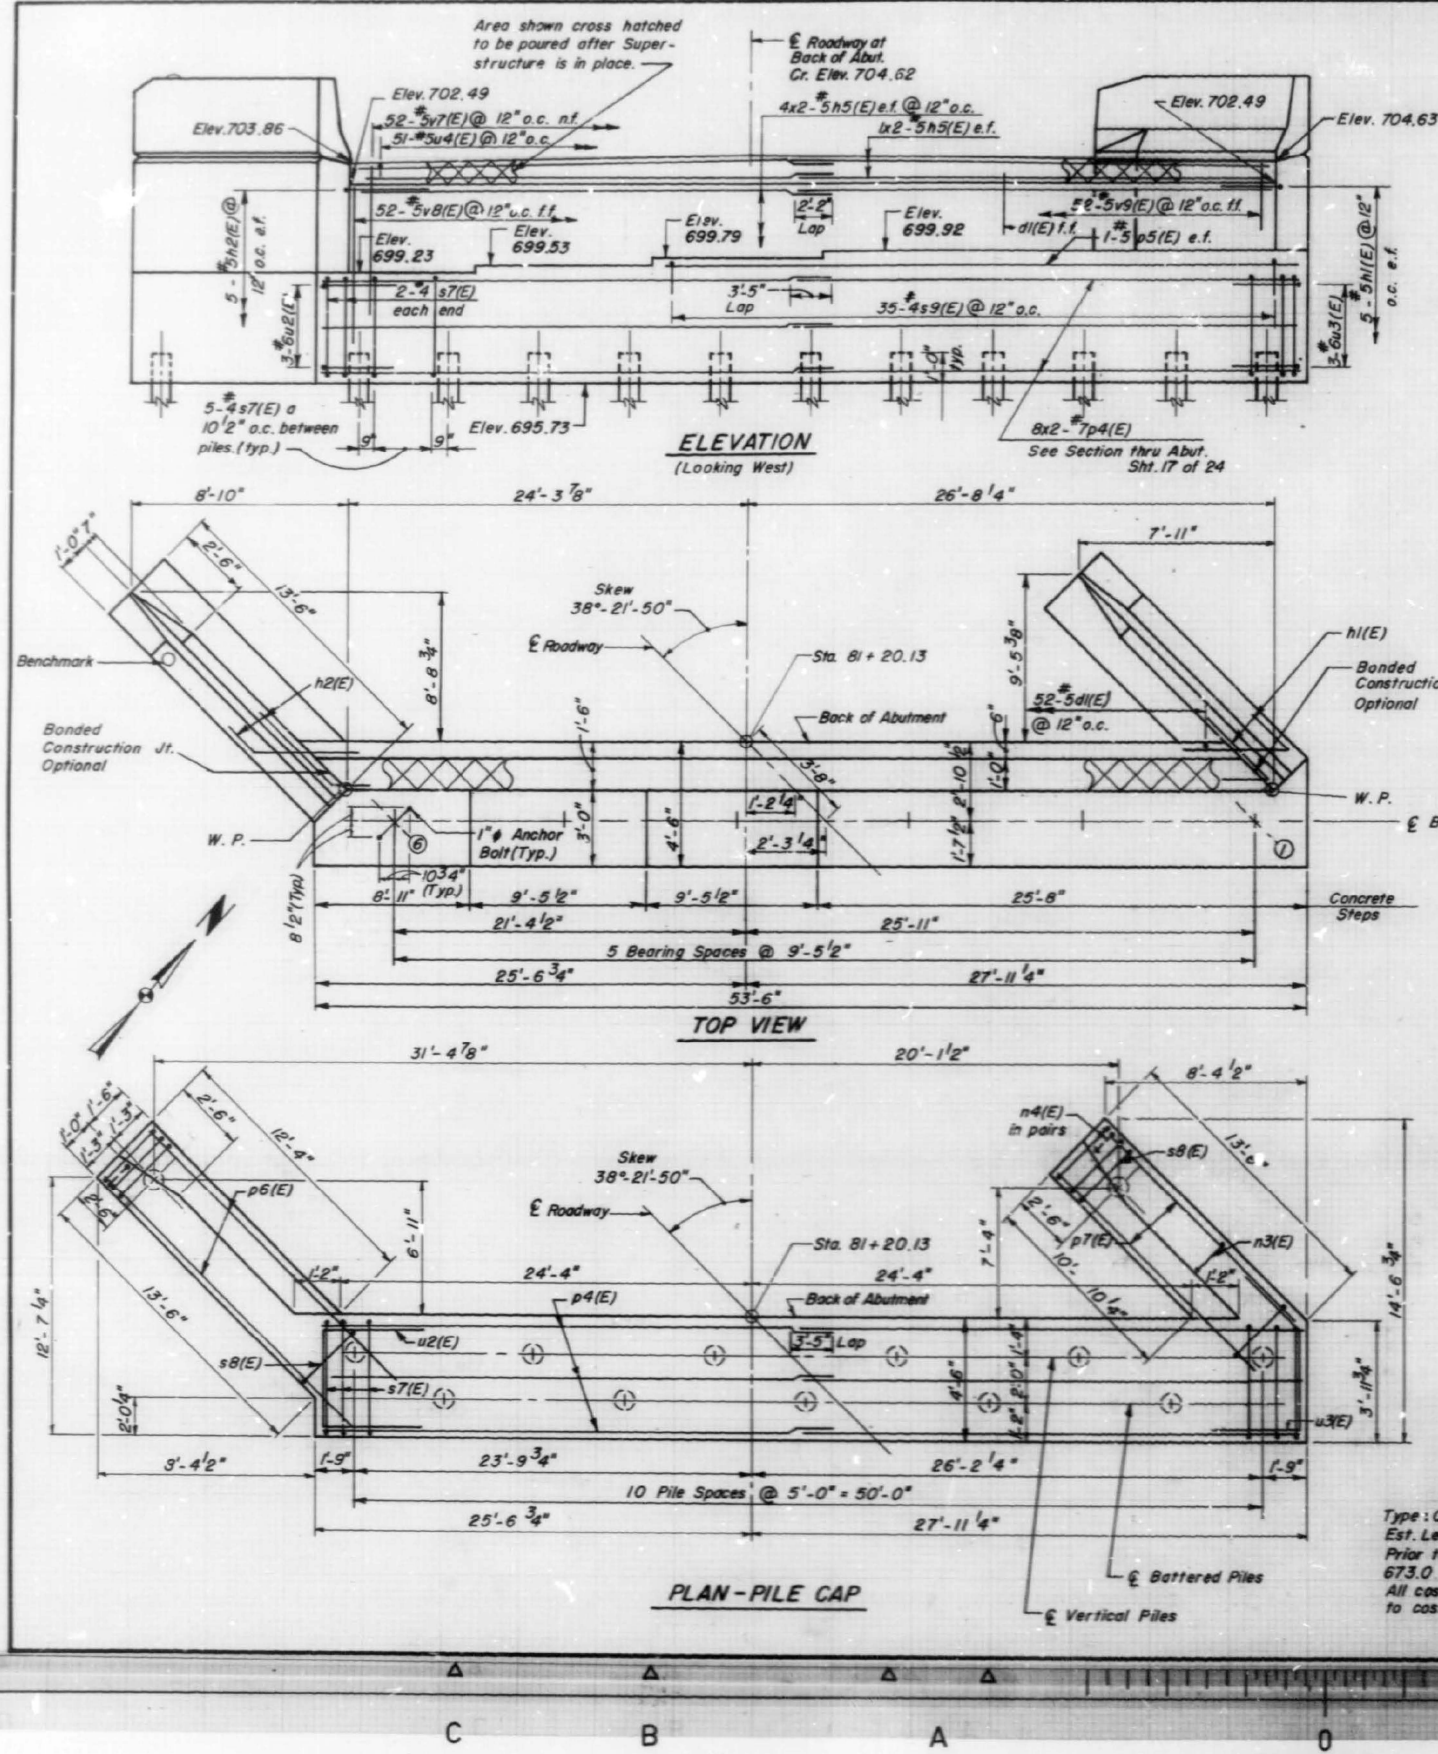 Area shown cross hatched
to be poured after Super-
structure is in place.
℄ Roadway at
Back of Abut.
Cr. Elev. 704.62
Elev. 702.49
52-#5v7(E) @ 12" o.c. n.f.
51-#5u4(E) @ 12" o.c.
Elev. 703.86
4x2-#5h5(E) e.f. @ 12" o.c.
1x2-#5h5(E) e.f.
Elev. 702.49
Elev. 704.63
52-#5v8(E) @ 12" o.c. f.f.
2'-2"
Lap
52-#5v9(E) @ 12" o.c. f.f.
Elev.
699.23
Elev.
699.53
Elev.
699.79
Elev.
699.92
d1(E) f.f.
1-#5 p5(E) e.f.
5-#5h2(E) @
12" o.c. e.f.
5-#5h1(E) @ 12"
o.c. e.f.
3-#6u2(E)
3-#6u3(E)
2-#4 s7(E)
each end
3'-5"
Lap
35-#4s9(E) @ 12" o.c.
1'-0"
typ.
5-#4 s7(E) a
10 1/2" o.c. between
piles.(typ.)
9"
9"
Elev. 695.73
8x2-#7p4(E)
See Section thru Abut.
Sht. 17 of 24
ELEVATION
(Looking West)
8'-10"
24'-3 7/8"
26'-8 1/4"
1'-0"
7"
2'-6"
13'-6"
7'-11"
Skew
38°-21'-50"
℄ Roadway
Benchmark
h2(E)
8'-8 3/4"
Sta. 81+20.13
9'-5 3/8"
h1(E)
Bonded
Constructio
Optional
52-#5d1(E)
@ 12" o.c.
Bonded
Construction Jt.
Optional
1'-6"
Back of Abutment
6"
1'-0"
2'-10 1/2"
3'-8"
1'-2 1/4"
2'-3 1/4"
W. P.
W. P.
3'-0"
4'-6"
1'-7 1/2"
℄ B
6
1"ϕ Anchor
Bolt(Typ.)
1
8 1/2"(Typ.)
10 3/4"
(Typ.)
8'-11"
9'-5 1/2"
9'-5 1/2"
25'-8"
Concrete
Steps
21'-4 1/2"
25'-11"
5 Bearing Spaces @ 9'-5 1/2"
25'-6 3/4"
27'-11 1/4"
53'-6"
N
TOP VIEW
31'-4 7/8"
20'-1 1/2"
8'-4 1/2"
1'-0"
1'-6"
1'-3"
1'-3"
2'-6"
12'-4"
2'-6"
n4(E)
in pairs
s8(E)
13'-6"
Skew
38°-21'-50"
℄ Roadway
p6(E)
6'-11"
7'-4"
2'-6"
p7(E)
n3(E)
Sta. 81+20.13
1'-2"
24'-4"
24'-4"
1'-2"
10'-
10 1/4"
14'-6 3/4"
12'-7 1/4"
13'-6"
p4(E)
Back of Abutment
u2(E)
3'-5" Lap
s8(E)
s7(E)
4'-6"
1'-4"
2'-0"
1'-2"
3'-11 3/4"
2'-0 1/4"
u3(E)
1'-9"
23'-9 3/4"
26'-2 1/4"
1'-9"
10 Pile Spaces @ 5'-0" = 50'-0"
25'-6 3/4"
27'-11 1/4"
℄ Battered Piles
℄ Vertical Piles
PLAN-PILE CAP
Est. Le
Prior t
673.0
All cos
to cos
C
B
A
0